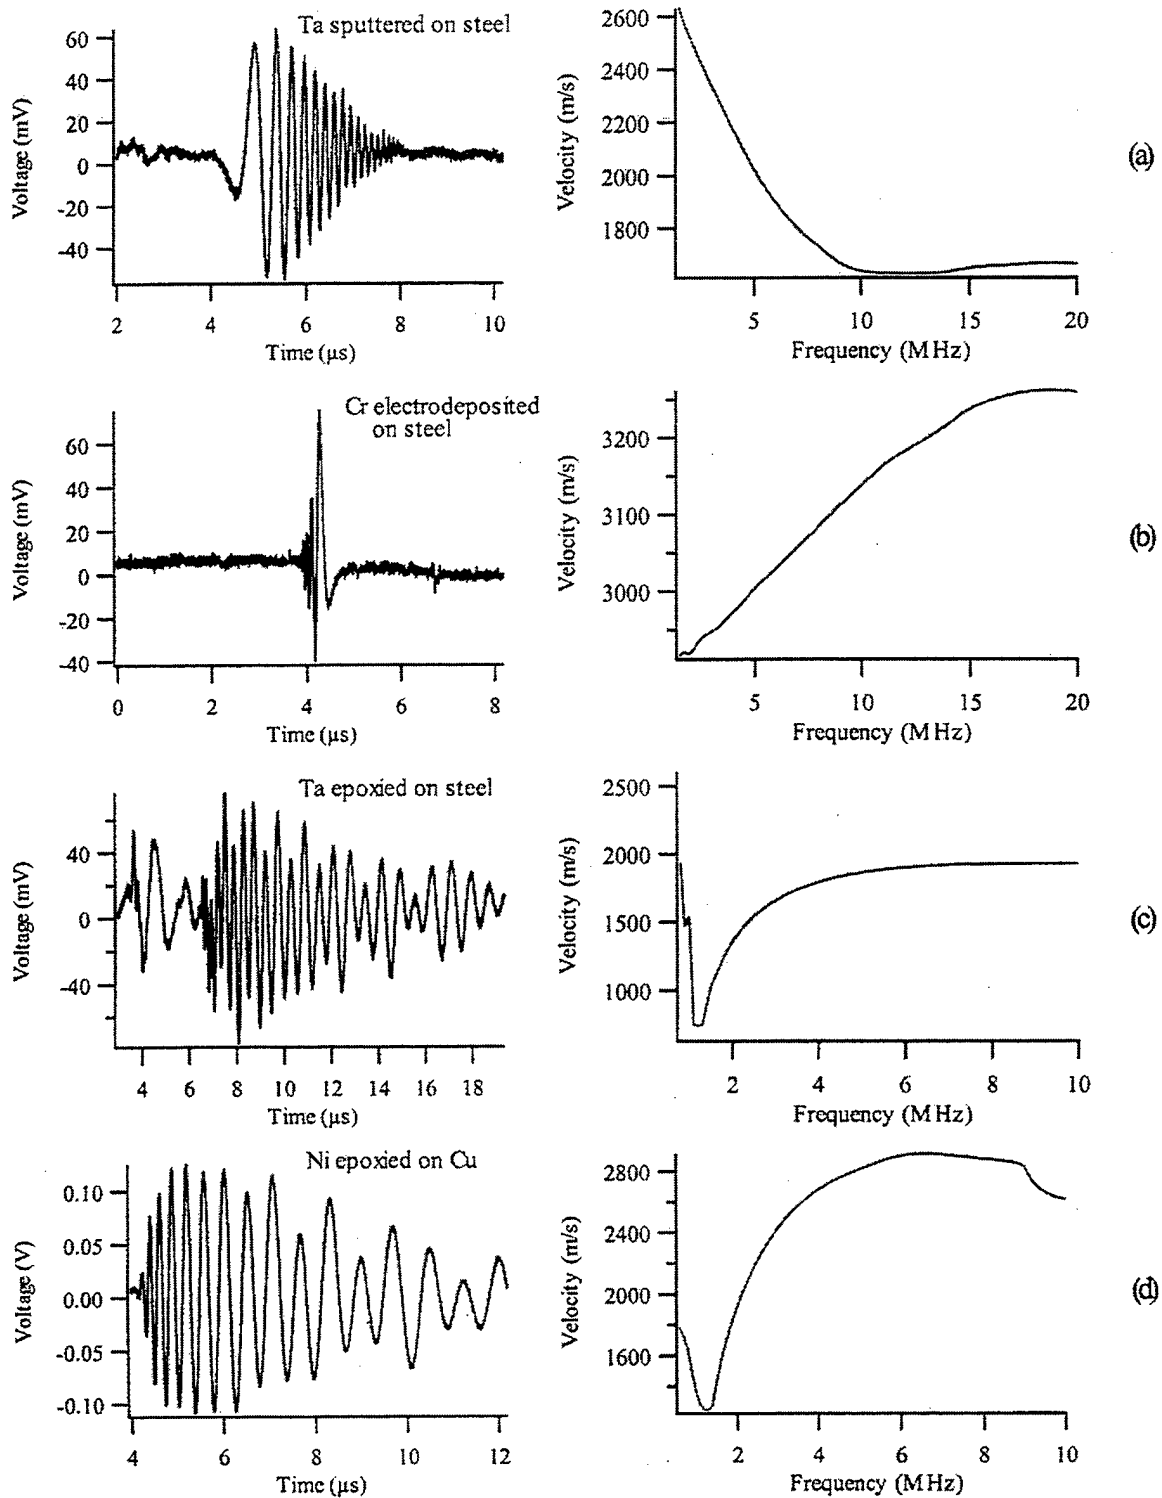 Ta sputtered on steel
60
40
20
0
-20
-40
Voltage (mV)
2 4 6 8 10
Time (µs)
2600
2400
2200
2000
1800
Velocity (m/s)
5 10 15 20
Frequency (MHz)
(a)
Cr electrodeposited
on steel
60
40
20
0
-20
-40
Voltage (mV)
0 2 4 6 8
Time (µs)
3200
3100
3000
Velocity (m/s)
5 10 15 20
Frequency (MHz)
(b)
Ta epoxied on steel
40
0
-40
Voltage (mV)
4 6 8 10 12 14 16 18
Time (µs)
2500
2000
1500
1000
Velocity (m/s)
2 4 6 8 10
Frequency (MHz)
(c)
Ni epoxied on Cu
0.10
0.05
0.00
-0.05
-0.10
Voltage (V)
4 6 8 10 12
Time (µs)
2800
2400
2000
1600
Velocity (m/s)
2 4 6 8 10
Frequency (MHz)
(d)